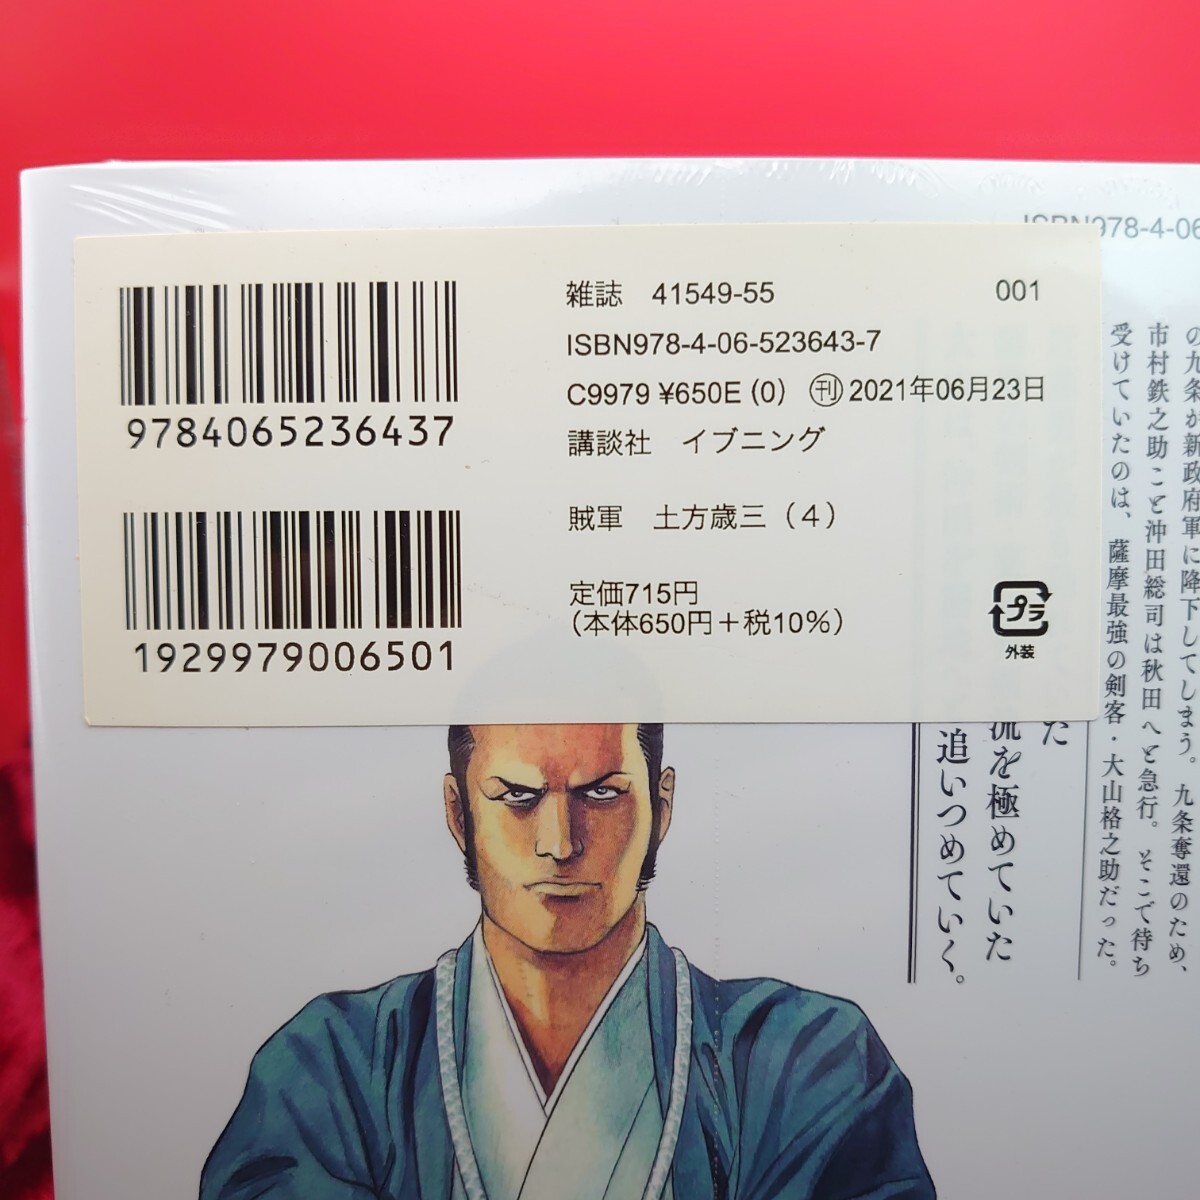 ISBN978-4-06
9784065236437
1929979006501
雑誌 41549-55 001
ISBN978-4-06-523643-7
C9979 ¥650E (0) ㊞刊 2021年06月23日
講談社 イブニング
賊軍 土方歳三（4）
定価715円
（本体650円＋税10%）
プラ
外装
の九条が新政府軍に降下してしまう。九条奪還のため、
市村鉄之助こと沖田総司は秋田へと急行。そこで待ち
受けていたのは、薩摩最強の剣客・大山格之助だった。
た
流を極めていた
追いつめていく。